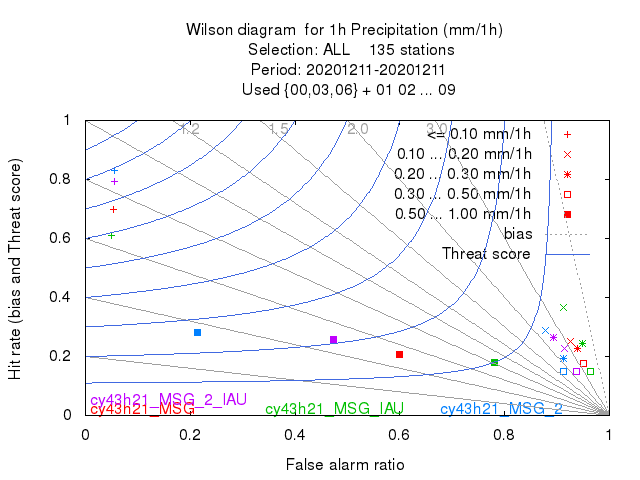 Wilson diagram  for 1h Precipitation (mm/1h)
Selection: ALL    135 stations
Period: 20201211-20201211
Used {00,03,06} + 01 02 ... 09
1.2 1.5 2.0 3.0
<= 0.10 mm/1h
0.10 ... 0.20 mm/1h
0.20 ... 0.30 mm/1h
0.30 ... 0.50 mm/1h
0.50 ... 1.00 mm/1h
bias
Threat score
Hit rate (bias and Threat score)
1
0.8
0.6
0.4
0.2
0
cy43h21_MSG_2_IAU
cy43h21_MSG cy43h21_MSG_IAU cy43h21_MSG_2
0 0.2 0.4 0.6 0.8 1
False alarm ratio